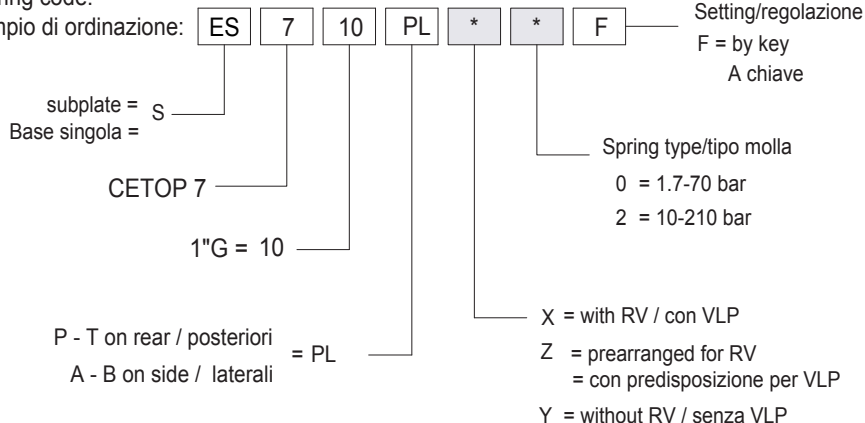 mpio di ordinazione: ES 7 10 PL * * F
Setting/regolazione
F = by key
A chiave
subplate = S
Base singola =
Spring type/tipo molla
0 = 1.7-70 bar
2 = 10-210 bar
CETOP 7
1"G = 10
P - T on rear / posteriori
A - B on side / laterali
= PL
X = with RV / con VLP
Z = prearranged for RV
= con predisposizione per VLP
Y = without RV / senza VLP